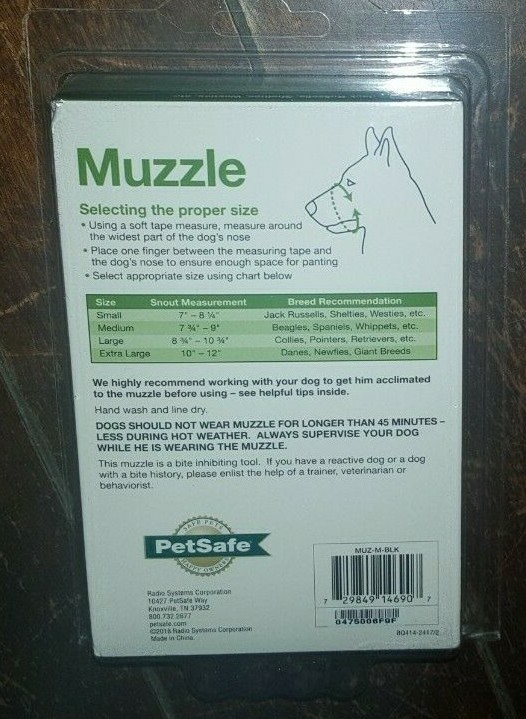 Muzzle
Selecting the proper size
• Using a soft tape measure, measure around
the widest part of the dog's nose
• Place one finger between the measuring tape and
the dog's nose to ensure enough space for panting
• Select appropriate size using chart below
Size Snout Measurement Breed Recommendation
Small 7" – 8 ¼" Jack Russells, Shelties, Westies, etc.
Medium 7 ¾" – 9" Beagles, Spaniels, Whippets, etc.
Large 8 ¾" – 10 ¾" Collies, Pointers, Retrievers, etc.
Extra Large 10" – 12" Danes, Newfies, Giant Breeds
We highly recommend working with your dog to get him acclimated
to the muzzle before using – see helpful tips inside.
Hand wash and line dry.
DOGS SHOULD NOT WEAR MUZZLE FOR LONGER THAN 45 MINUTES –
LESS DURING HOT WEATHER. ALWAYS SUPERVISE YOUR DOG
WHILE HE IS WEARING THE MUZZLE.
This muzzle is a bite inhibiting tool. If you have a reactive dog or a dog
with a bite history, please enlist the help of a trainer, veterinarian or
behaviorist.
SAFE PETS
PetSafe
HAPPY OWNERS
Radio Systems Corporation
10427 PetSafe Way
Knoxville, TN 37932
800.732.2677
petsafe.com
Radio Systems Corporation
Made in China
MUZ-M-BLK
7 29849 14690 7
0475006F9F